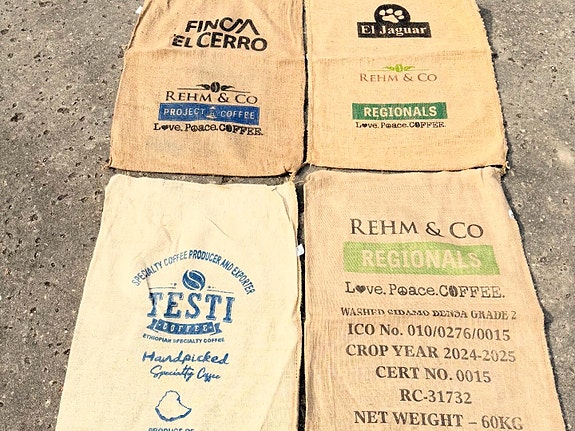 FINCA
EL CERRO
REHM & CO
PROJECT COFFEE
Love.Peace.COFFEE.
El Jaguar
REHM & CO
REGIONALS
Love.Peace.COFFEE.
SPECIALTY COFFEE PRODUCER AND EXPORTER
TESTI
COFFEE
ETHIOPIAN SPECIALTY COFFEE
Handpicked
Specialty Coffee
PRODUCE OF
REHM & CO
REGIONALS
Love.Peace.COFFEE.
WASHED SIDAMO BENSA GRADE 2
ICO No. 010/0276/0015
CROP YEAR 2024-2025
CERT NO. 0015
RC-31732
NET WEIGHT – 60KG